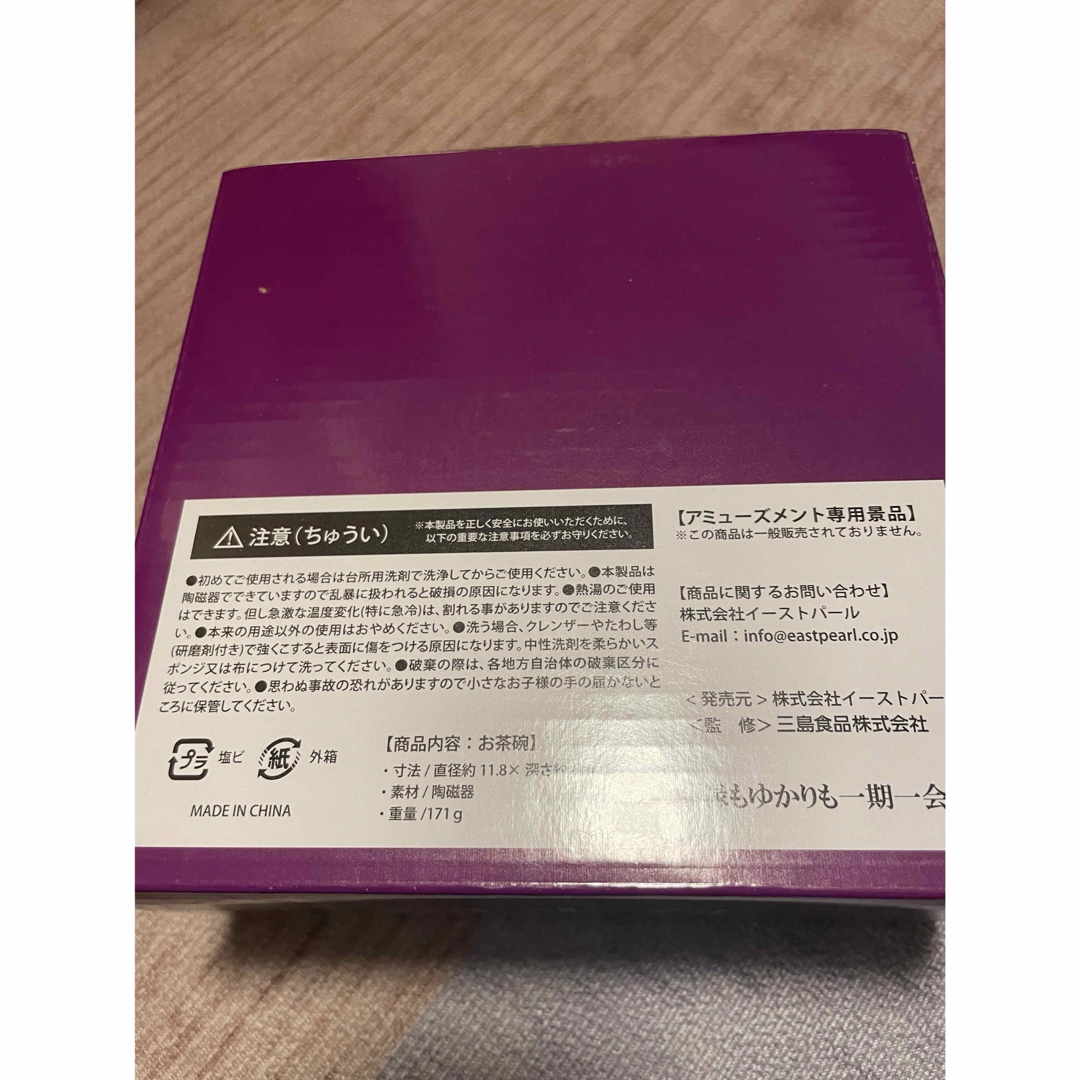 注意(ちゅうい)
※本製品を正しく安全にお使いいただくために、
以下の重要な注意事項を必ずお守りください。
●初めてご使用される場合は台所用洗剤で洗浄してからご使用ください。●本製品は
陶磁器でできていますので乱暴に扱われると破損の原因になります。●熱湯のご使用
はできます。但し急激な温度変化(特に急冷)は、割れる事がありますのでご注意くださ
い。●本来の用途以外の使用はおやめください。●洗う場合、クレンザーやたわし等
(研磨剤付き)で強くこすると表面に傷をつける原因になります。中性洗剤を柔らかいス
ポンジ又は布につけて洗ってください。●破棄の際は、各地方自治体の破棄区分に
従ってください。●思わぬ事故の恐れがありますので小さなお子様の手の届かないと
ころに保管してください。
プラ 塩ビ 紙 外箱
MADE IN CHINA
【商品内容：お茶碗】
・寸法 / 直径約 11.8× 深さ
・素材 / 陶磁器
・重量 /171g
【アミューズメント専用景品】
※この商品は一般販売されておりません。
【商品に関するお問い合わせ】
株式会社イーストパール
E-mail：info@eastpearl.co.jp
＜発売元＞株式会社イーストパー
＜監　修＞三島食品株式会社
もゆかりも一期一会